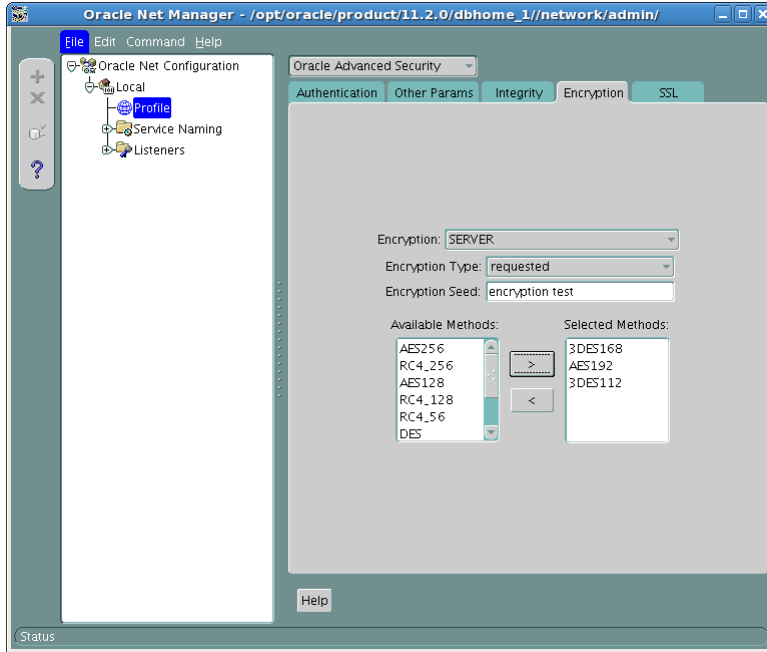 Oracle Net Manager - /opt/oracle/product/11.2.0/dbhome_1//network/admin/
File Edit Command Help
Oracle Net Configuration
Local
Profile
Service Naming
Listeners
Oracle Advanced Security
Authentication Other Params Integrity Encryption SSL
Encryption: SERVER
Encryption Type: requested
Encryption Seed: encryption test
Available Methods:
AES256
RC4_256
AES128
RC4_128
RC4_56
DES
>
<
Selected Methods:
3DES168
AES192
3DES112
Help
Status